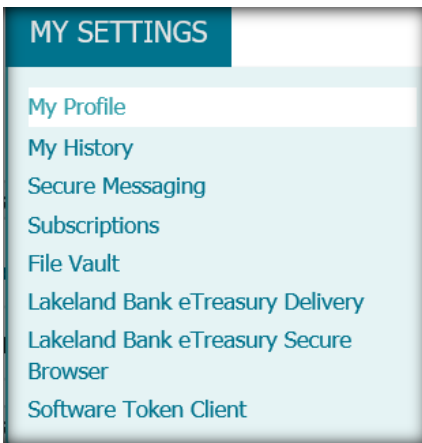 MY SETTINGS
My Profile
My History
Secure Messaging
Subscriptions
File Vault
Lakeland Bank eTreasury Delivery
Lakeland Bank eTreasury Secure
Browser
Software Token Client